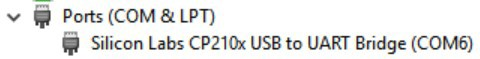 Ports (COM & LPT)
Silicon Labs CP210x USB to UART Bridge (COM6)